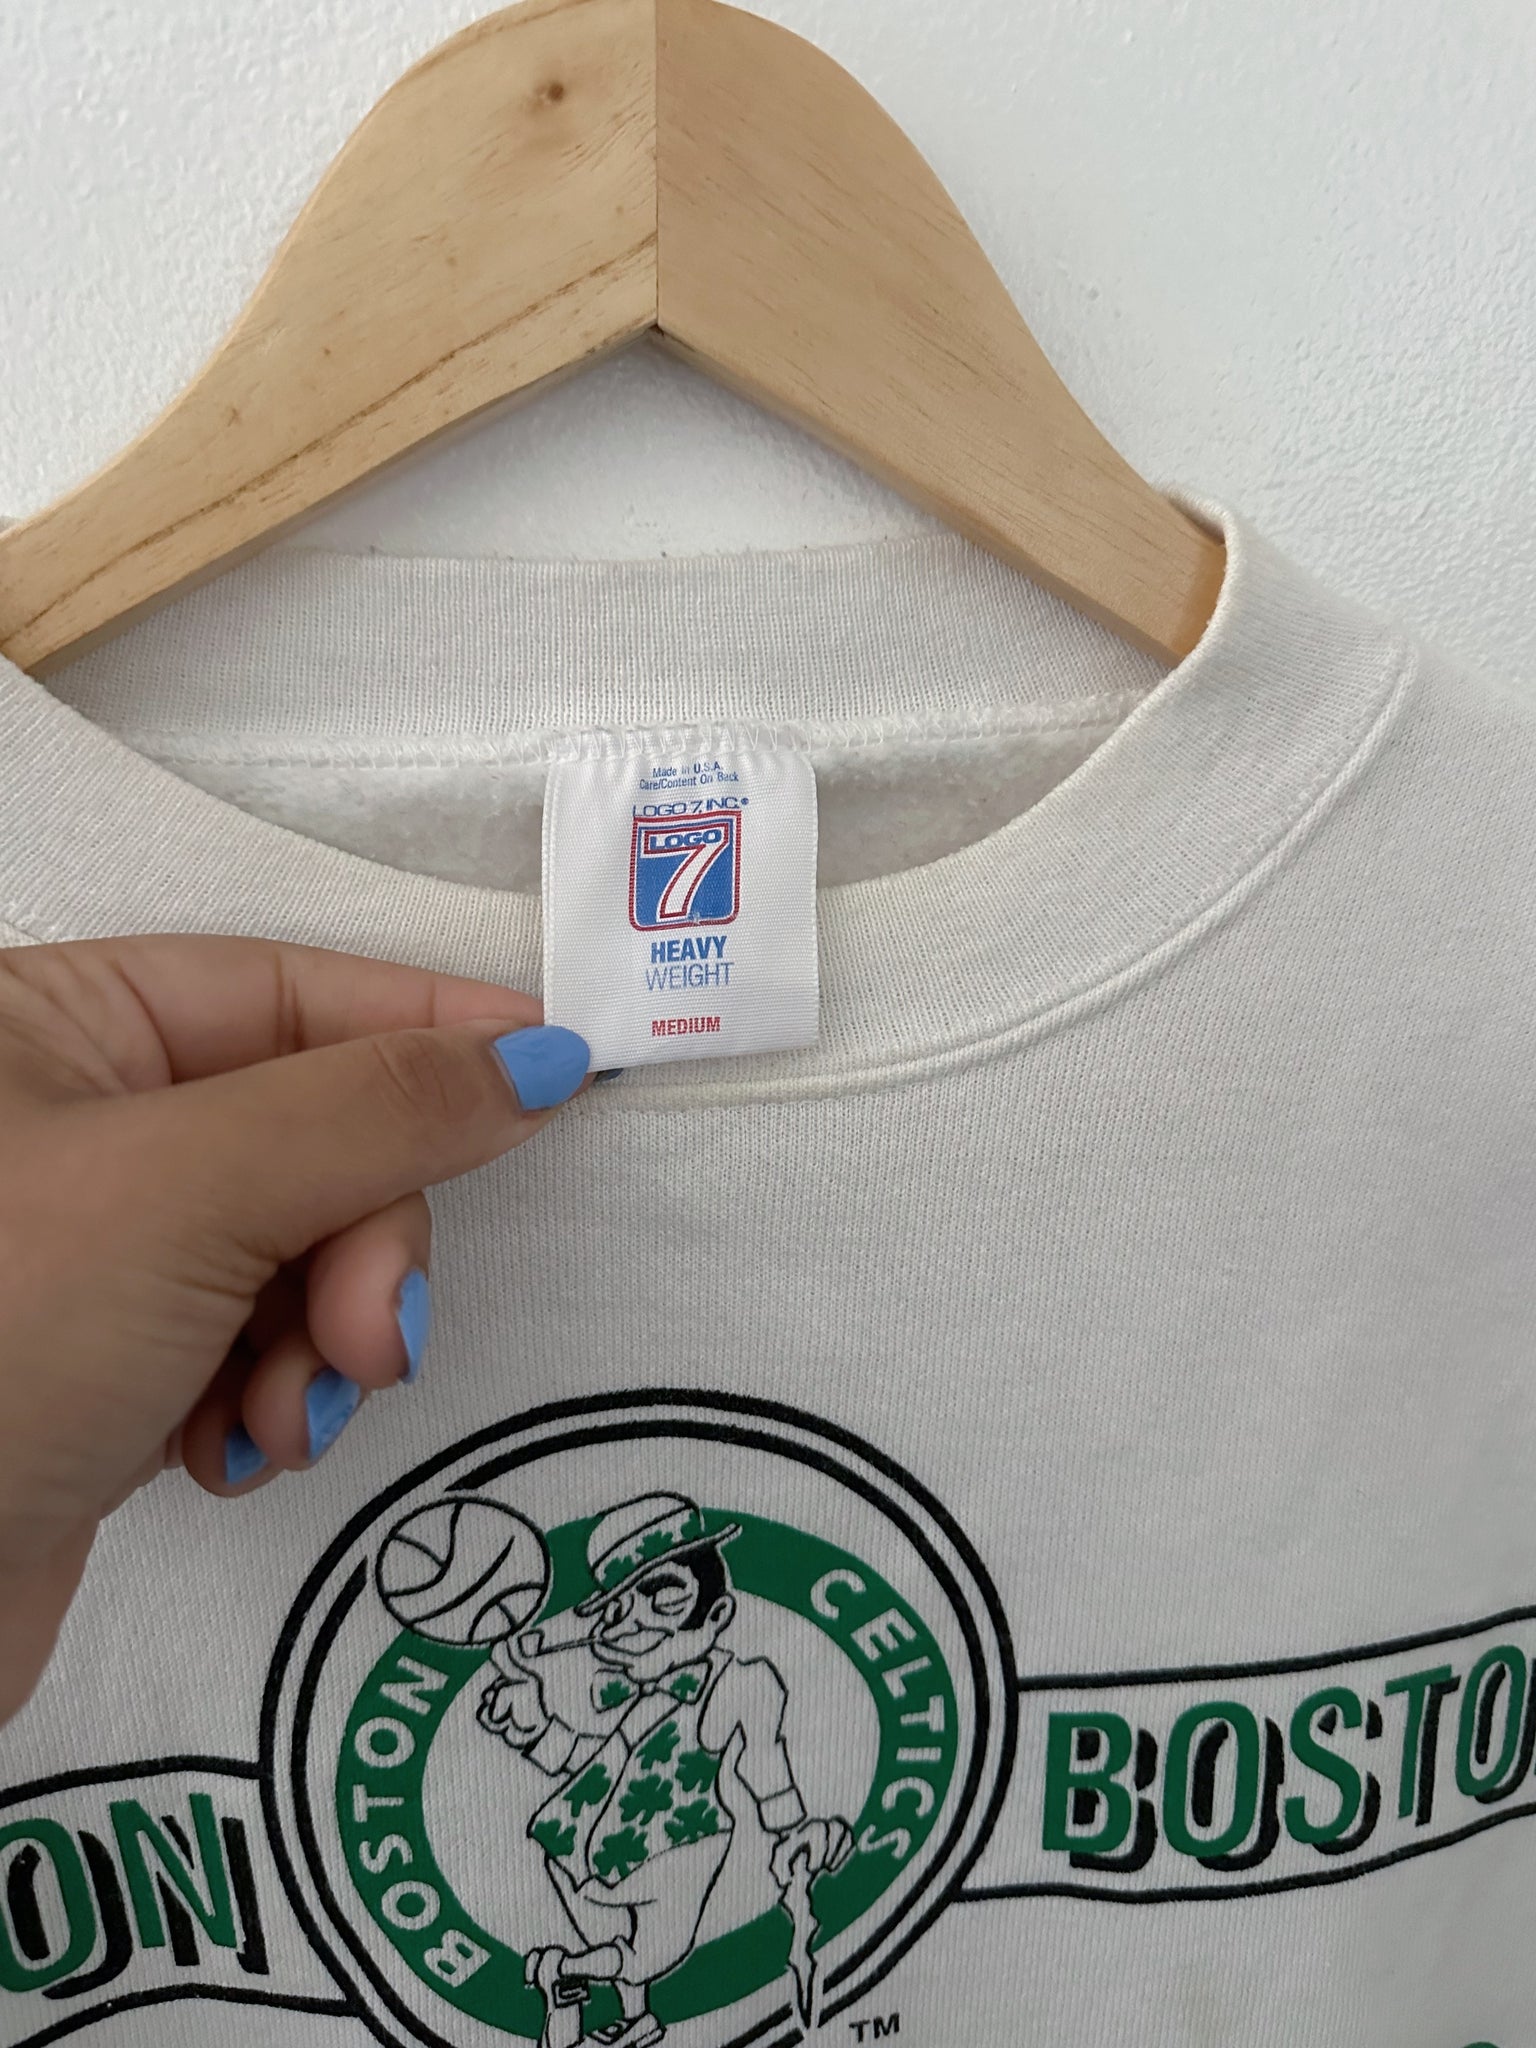 Made in U.S.A.
Care/Content On Back
LOGO 7, INC.®
LOGO
7
HEAVY
WEIGHT
MEDIUM
BOSTON CELTICS
ON
BOSTO
TM